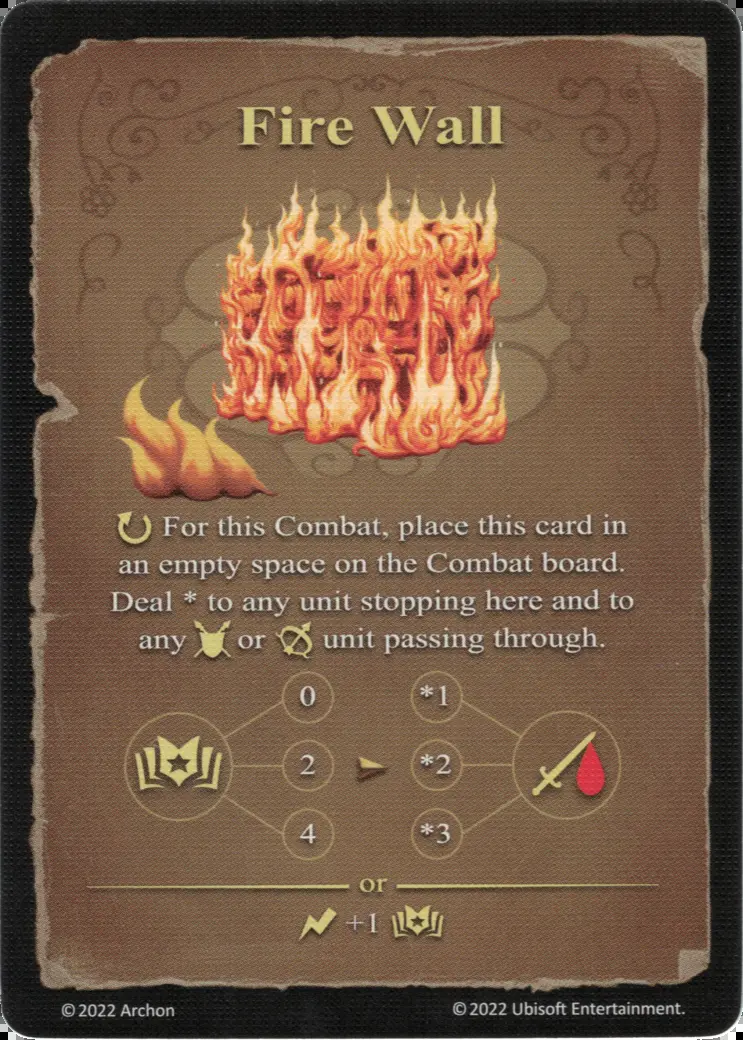 Fire Wall
For this Combat, place this card in
an empty space on the Combat board.
Deal * to any unit stopping here and to
any or unit passing through.
0 *1
2 *2
4 *3
or
+1
© 2022 Archon © 2022 Ubisoft Entertainment.